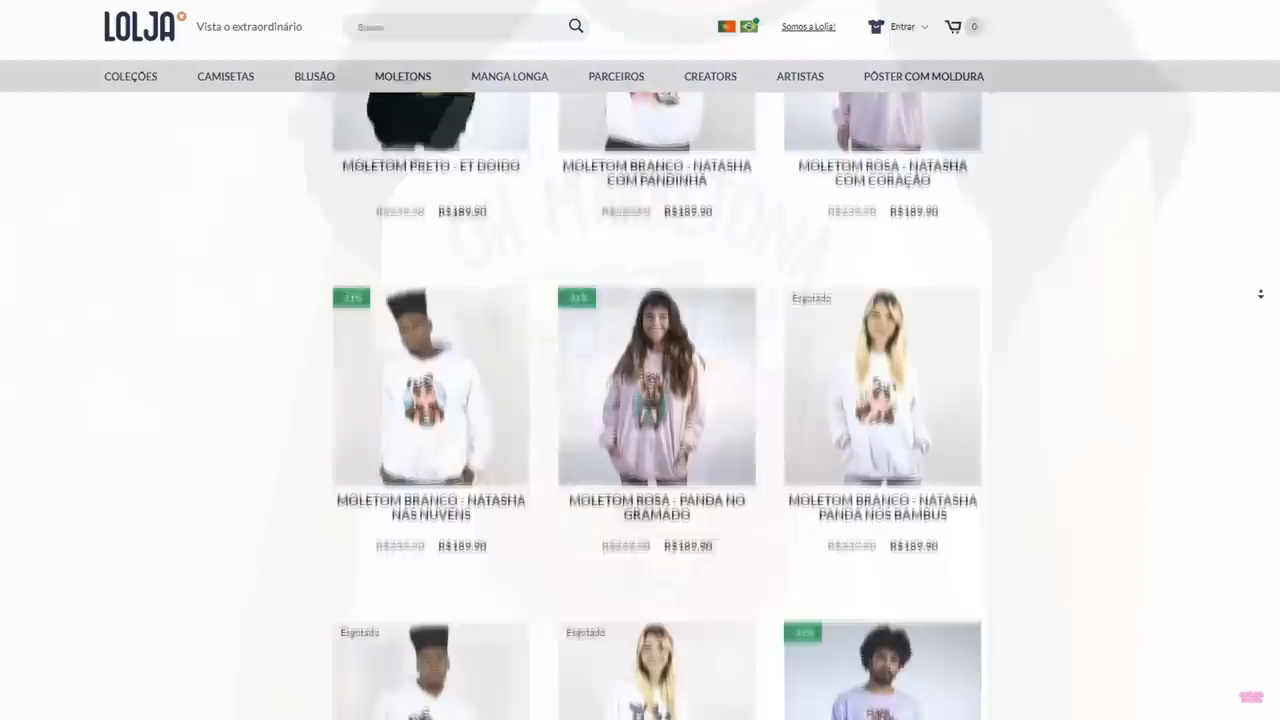 LOLJA
Vista o extraordinário
Buscar
Somos a Lolja!
Entrar
0
COLEÇÕES
CAMISETAS
BLUSÃO
MOLETONS
MANGA LONGA
PARCEIROS
CREATORS
ARTISTAS
PÔSTER COM MOLDURA
MOLETOM PRETO - ET DOIDO
MOLETOM BRANCO - NATASHA
COM PANDINHA
MOLETOM ROSA - NATASHA
COM CORAÇÃO
R$189,90
R$189,90
R$189,90
Esgotado
MOLETOM BRANCO - NATASHA
NAS NUVENS
MOLETOM ROSA - PANDA NO
GRAMADO
MOLETOM BRANCO - NATASHA
PANDA NOS BAMBUS
R$189,90
R$189,90
R$189,90
Esgotado
Esgotado